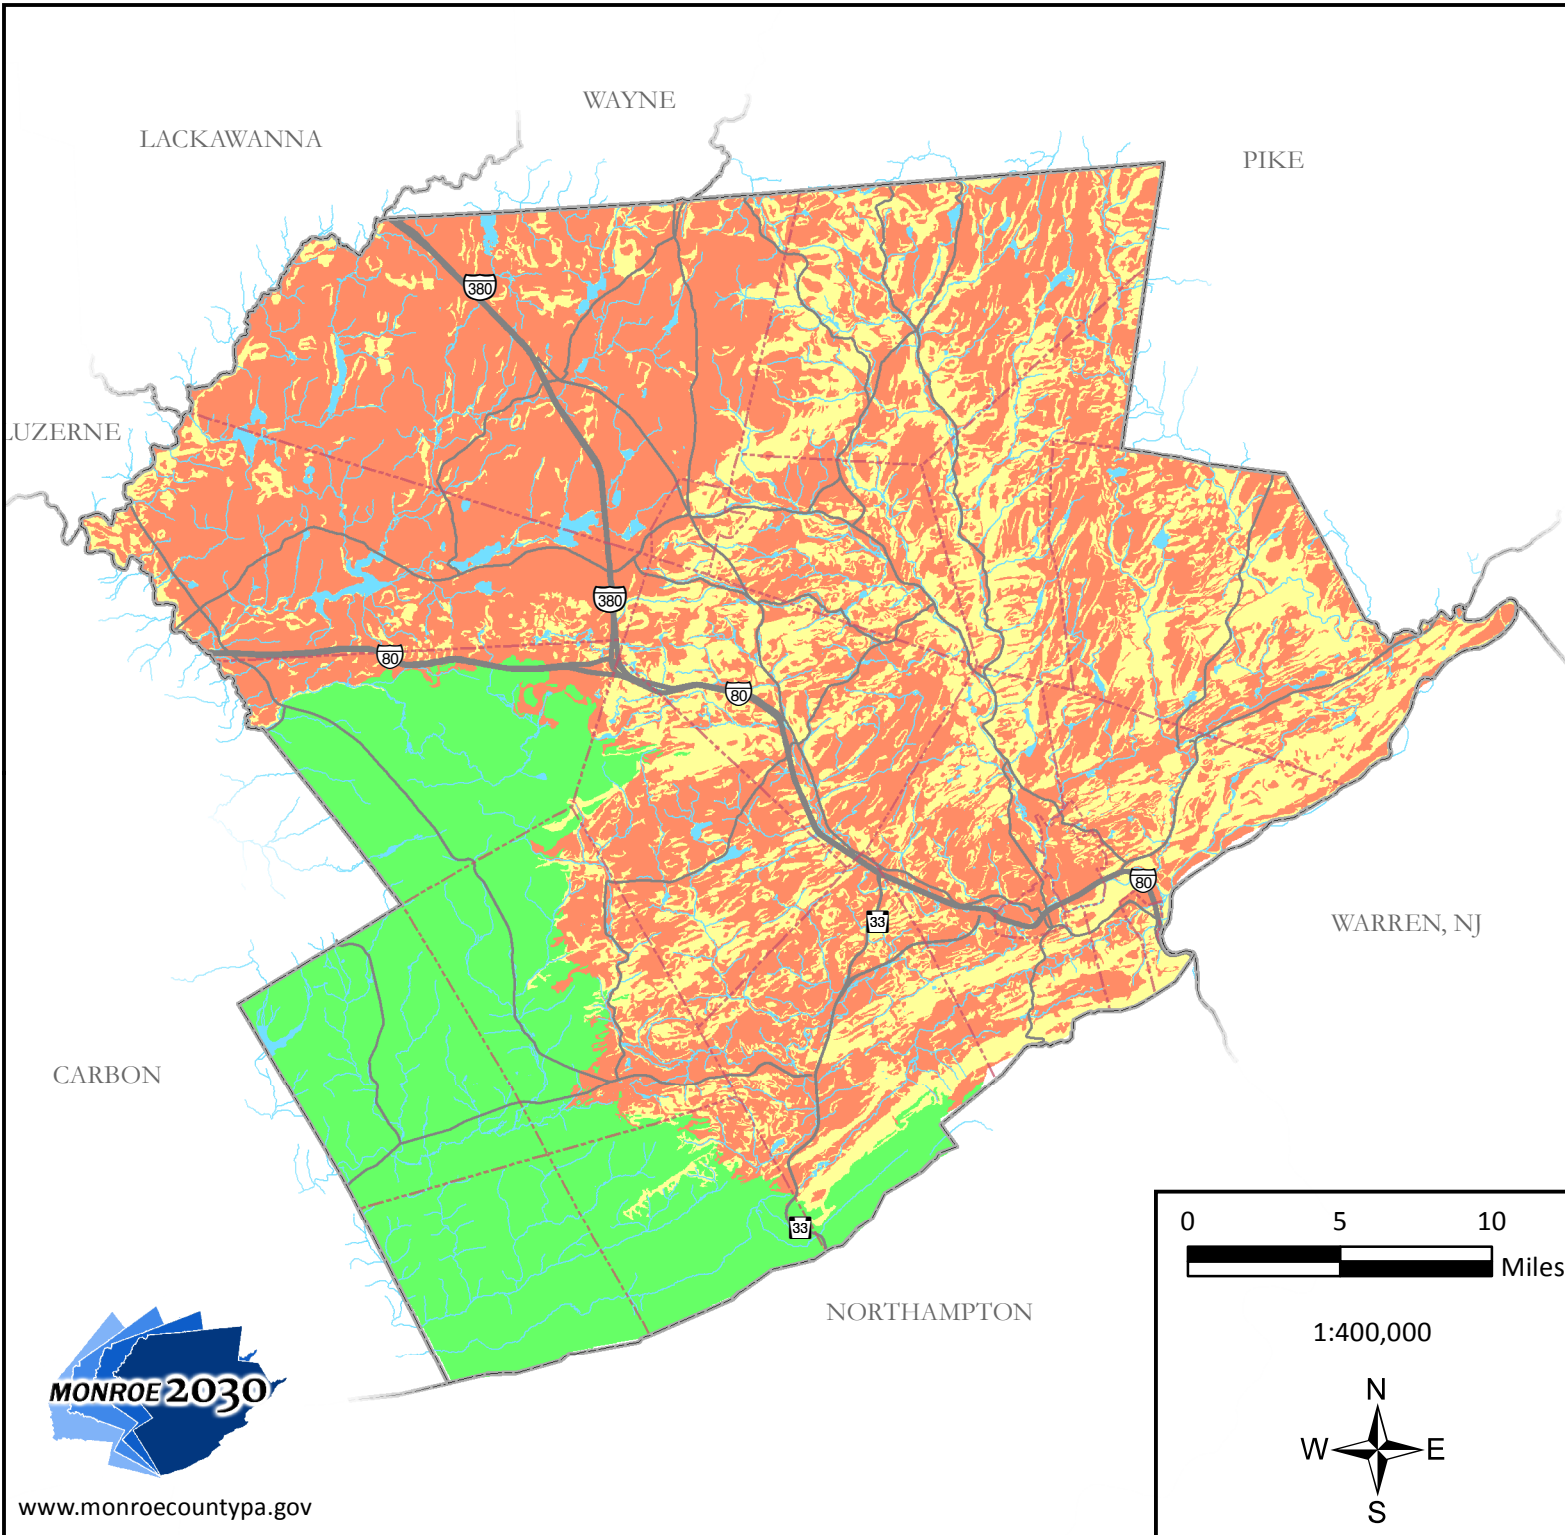 WAYNE
LACKAWANNA
PIKE
380
LUZERNE
380
80
80
80
33
WARREN, NJ
CARBON
33
0 5 10
Miles
NORTHAMPTON
1:400,000
N
W E
S
MONROE 2030
www.monroecountypa.gov